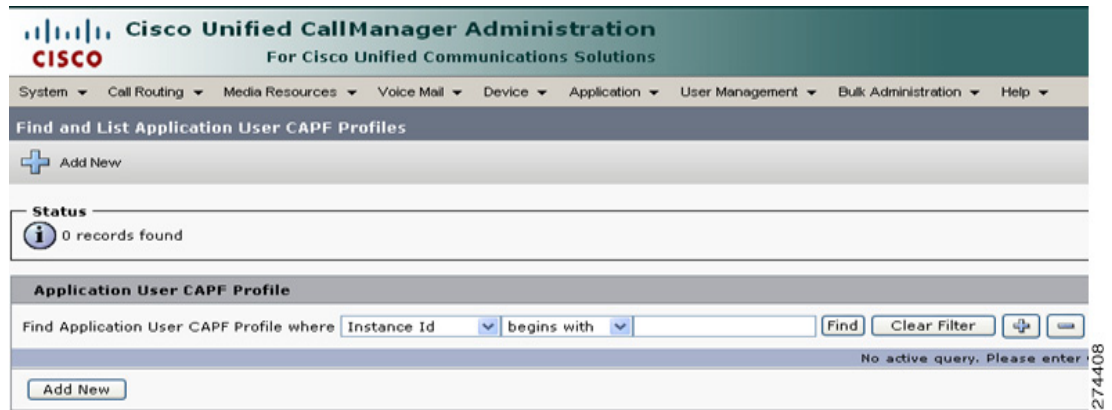 Cisco Unified CallManager Administration
CISCO For Cisco Unified Communications Solutions
System Call Routing Media Resources Voice Mail Device Application User Management Bulk Administration Help
Find and List Application User CAPF Profiles
Add New
Status
0 records found
Application User CAPF Profile
Find Application User CAPF Profile where Instance Id begins with Find Clear Filter
No active query. Please enter
Add New
274408